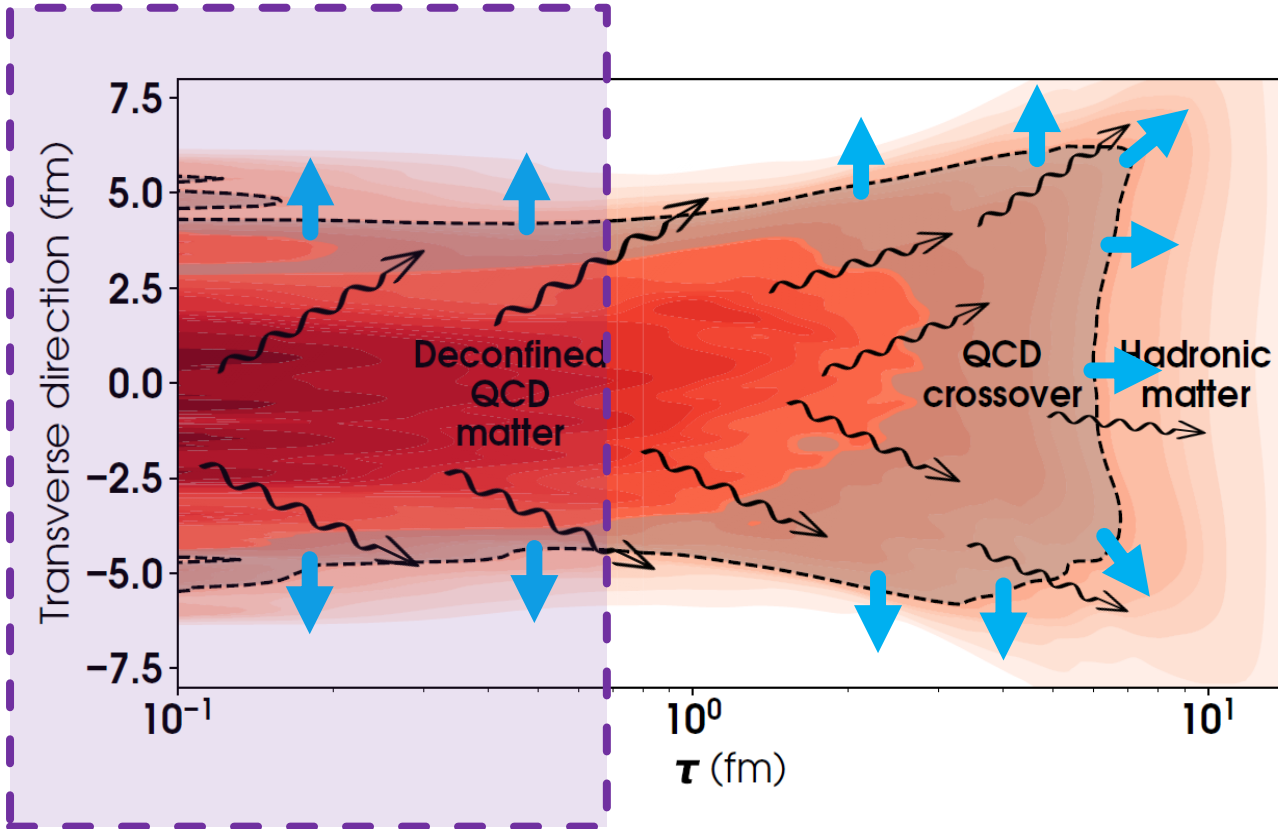 Transverse direction (fm)
7.5
5.0
2.5
0.0
−2.5
−5.0
−7.5
Deconfined
QCD
matter
QCD
crossover
Hadronic
matter
10⁻¹
10⁰
10¹
τ (fm)